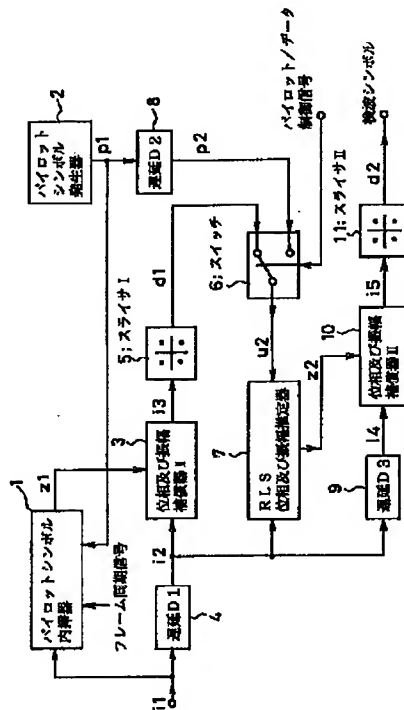 1
パイロットシンボル
内挿器
z1
フレーム同期信号
2
パイロット
シンボル
発生器
p1
8
遅延D2
p2
i1
遅延D1
4
i2
3
位相及び振幅
補償器Ⅰ
i3
5;スライサⅠ
d1
6;スイッチ
パイロット/データ
制御信号
u2
7
RLS
位相及び振幅推定器
z2
遅延D3
9
i4
10
位相及び振幅
補償器Ⅱ
i5
11;スライサⅡ
d2
検波シンボル